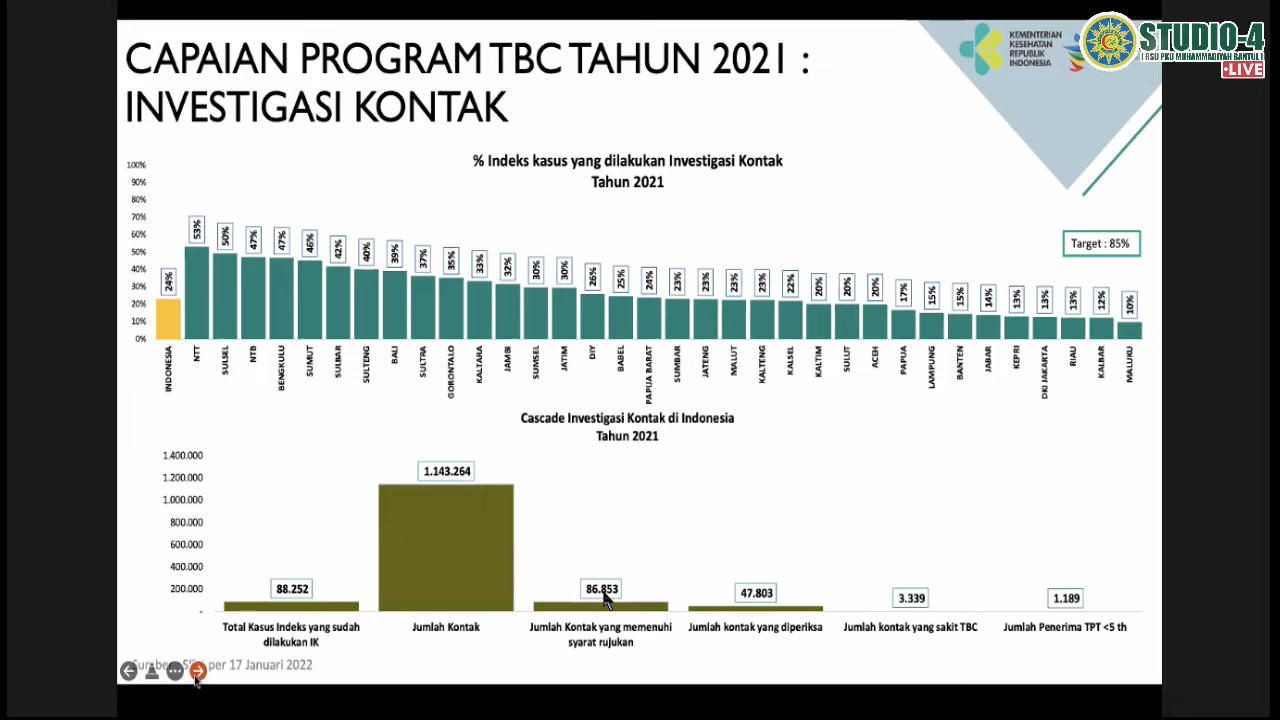 CAPAIAN PROGRAM TBC TAHUN 2021 :
INVESTIGASI KONTAK
KEMENTERIAN
KESEHATAN
REPUBLIK
INDONESIA
STUDIO-4
[ RSU PKU MUHAMMADIYAH BANTUL ]
LIVE
% Indeks kasus yang dilakukan Investigasi Kontak
Tahun 2021
100%
90%
80%
70%
60%
50%
40%
30%
20%
10%
0%
Target : 85%
24% 53% 50% 47% 47% 46% 42% 40% 39% 37% 35% 33% 32% 30% 30% 26% 25% 24% 23% 23% 23% 23% 22% 20% 20% 20% 17% 15% 15% 14% 13% 13% 13% 12% 10%
INDONESIA NTT SULSEL NTB BENGKULU SUMUT SULBAR SULTENG BALI SULTRA GORONTALO KALTARA JAMBI SUMSEL JATIM DIY BABEL PAPUA BARAT SUMBAR JATENG MALUT KALTENG KALSEL KALTIM SULUT ACEH PAPUA LAMPUNG BANTEN JABAR KEPRI DKI JAKARTA RIAU KALBAR MALUKU
Cascade Investigasi Kontak di Indonesia
Tahun 2021
1.400.000
1.200.000
1.000.000
800.000
600.000
400.000
200.000
-
88.252 1.143.264 86.853 47.803 3.339 1.189
Total Kasus Indeks yang sudah
dilakukan IK
Jumlah Kontak
Jumlah Kontak yang memenuhi
syarat rujukan
Jumlah kontak yang diperiksa
Jumlah kontak yang sakit TBC
Jumlah Penerima TPT <5 th
per 17 Januari 2022